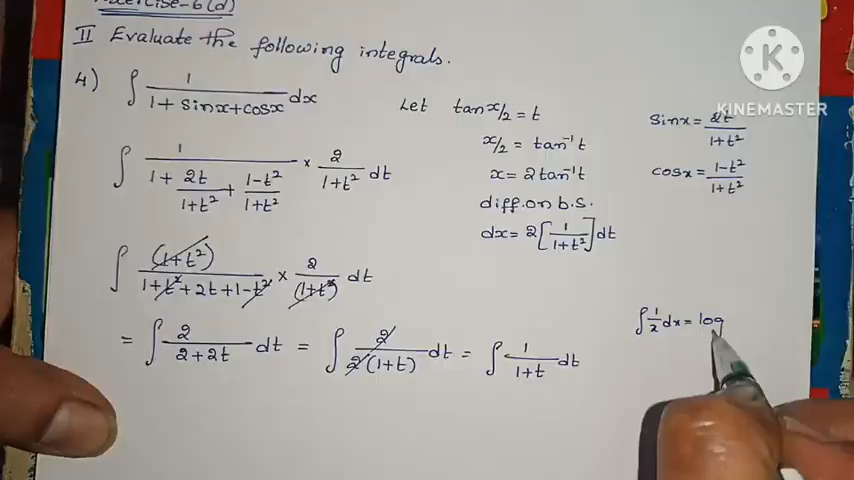 Exercise-6(d)
II Evaluate the following integrals.
4) ∫ 1/(1 + sinx+cosx) dx
Let tan x/2 = t
x/2 = tan⁻¹t
x = 2tan⁻¹t
diff.on b.s.
dx = 2[1/(1+t²)]dt
sinx = 2t/(1+t²)
cosx = (1-t²)/(1+t²)
∫ 1/(1 + 2t/(1+t²) + (1-t²)/(1+t²)) × 2/(1+t²) dt
∫ (1+t²)/(1+t²+2t+1-t²) × 2/(1+t²) dt
= ∫ 2/(2+2t) dt = ∫ 2/(2(1+t)) dt = ∫ 1/(1+t) dt
∫ 1/x dx = log
K
KINEMASTER